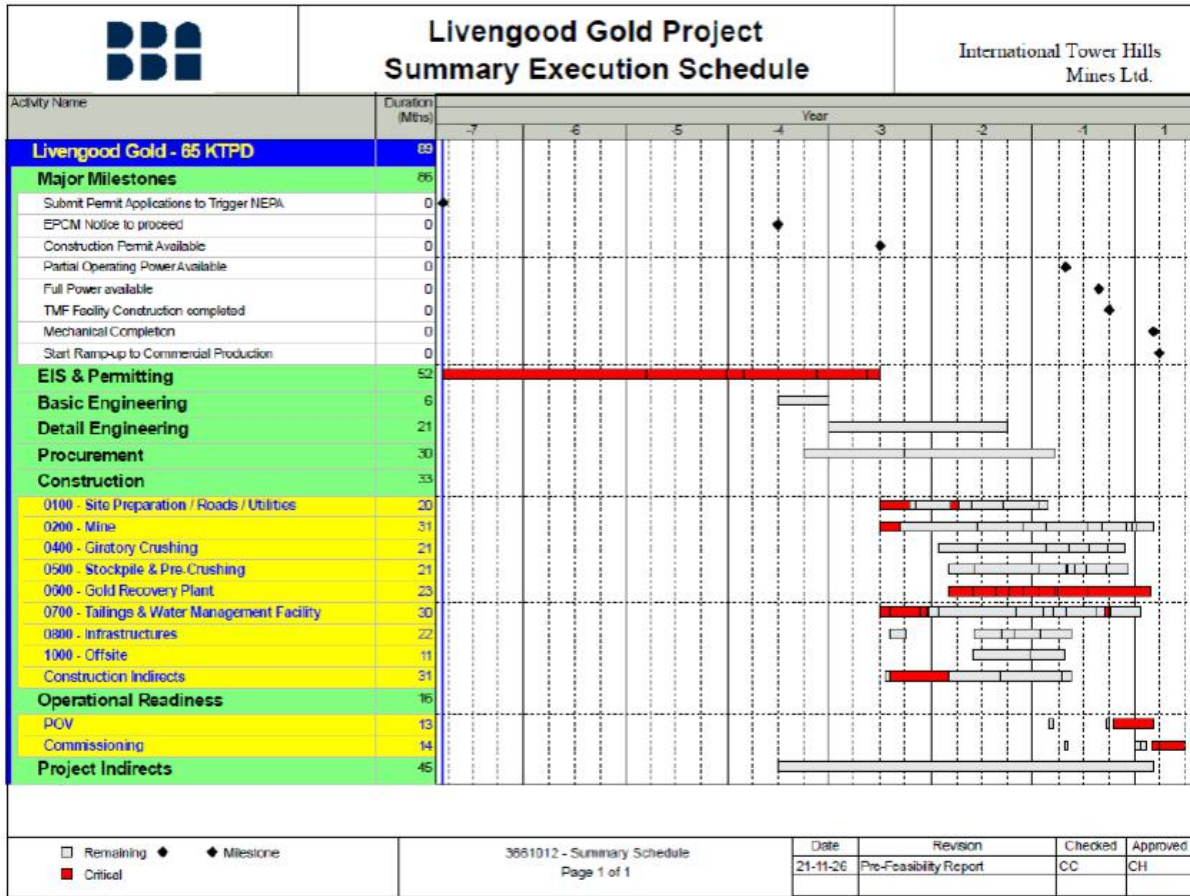 BBA
BBA
Livengood Gold Project
Summary Execution Schedule
International Tower Hills
Mines Ltd.
Activity Name Duration
(Mths) Year
-7 -6 -5 -4 -3 -2 -1 1
Livengood Gold - 65 KTPD 89
Major Milestones 86
Submit Permit Applications to Trigger NEPA 0
EPCM Notice to proceed 0
Construction Permit Available 0
Partial Operating Power Available 0
Full Power available 0
TMF Facility Construction completed 0
Mechanical Completion 0
Start Ramp-up to Commercial Production 0
EIS & Permitting 52
Basic Engineering 6
Detail Engineering 21
Procurement 30
Construction 33
0100 - Site Preparation / Roads / Utilities 20
0200 - Mine 31
0400 - Giratory Crushing 21
0500 - Stockpile & Pre-Crushing 21
0600 - Gold Recovery Plant 23
0700 - Tailings & Water Management Facility 30
0800 - Infrastructures 22
1000 - Offsite 11
Construction Indirects 31
Operational Readiness 16
POV 13
Commissioning 14
Project Indirects 45
Remaining Milestone
Critical
3661012 - Summary Schedule
Page 1 of 1
Date Revision Checked Approved
21-11-26 Pre-Feasibility Report CC CH